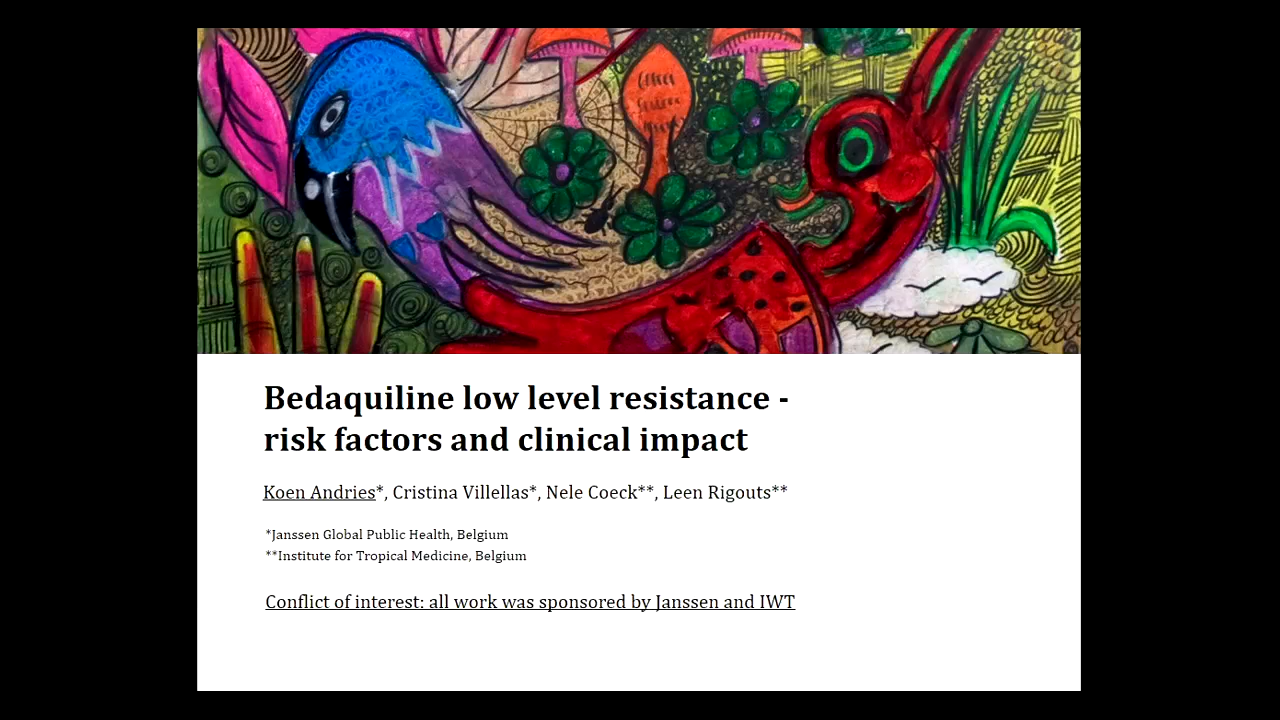 Bedaquiline low level resistance -
risk factors and clinical impact
Koen Andries*, Cristina Villellas*, Nele Coeck**, Leen Rigouts**
*Janssen Global Public Health, Belgium
**Institute for Tropical Medicine, Belgium
Conflict of interest: all work was sponsored by Janssen and IWT